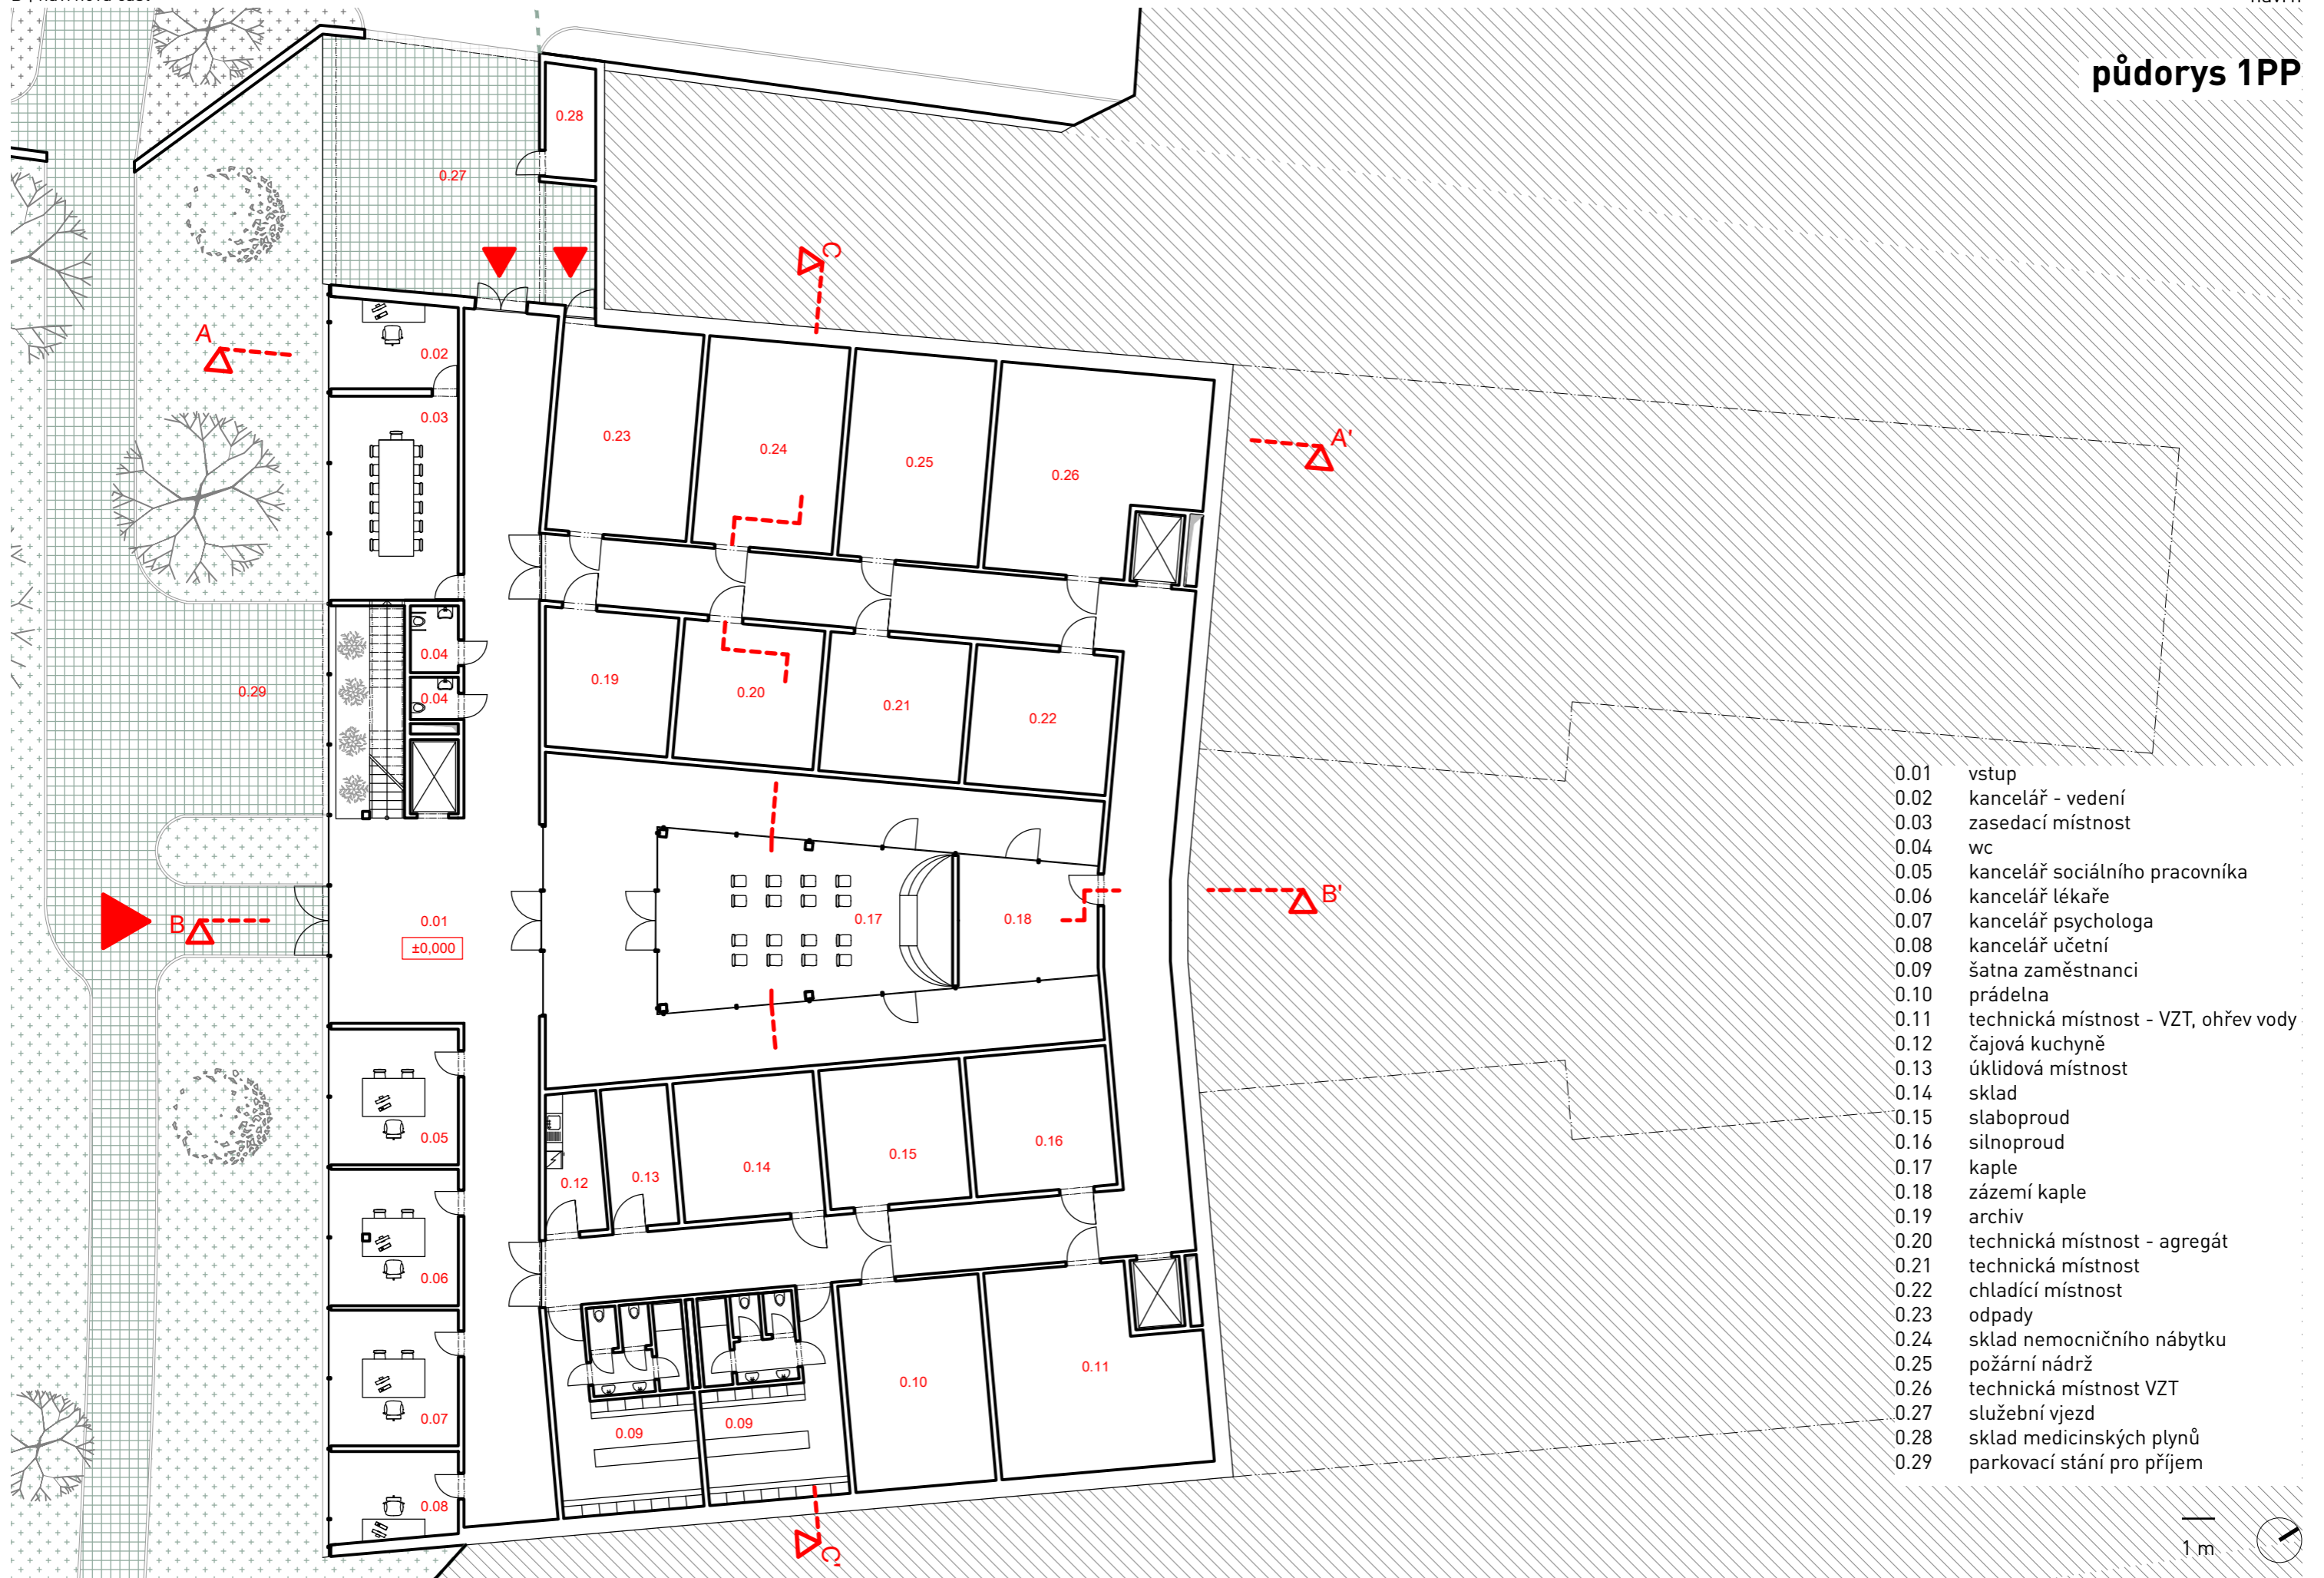 půdorys 1PP
0.28
0.27
C
A
0.02
0.03
0.23
0.24
0.25
0.26
A'
0.04
0.04
0.29
0.19
0.20
0.21
0.22
B
0.01
±0,000
0.17
0.18
B'
0.05
0.06
0.07
0.08
0.12
0.13
0.14
0.15
0.16
0.09
0.09
0.10
0.11
C'
0.01 vstup
0.02 kancelář - vedení
0.03 zasedací místnost
0.04 wc
0.05 kancelář sociálního pracovníka
0.06 kancelář lékaře
0.07 kancelář psychologa
0.08 kancelář učetní
0.09 šatna zaměstnanci
0.10 prádelna
0.11 technická místnost - VZT, ohřev vody
0.12 čajová kuchyně
0.13 úklidová místnost
0.14 sklad
0.15 slaboproud
0.16 silnoproud
0.17 kaple
0.18 zázemí kaple
0.19 archiv
0.20 technická místnost - agregát
0.21 technická místnost
0.22 chladící místnost
0.23 odpady
0.24 sklad nemocničního nábytku
0.25 požární nádrž
0.26 technická místnost VZT
0.27 služební vjezd
0.28 sklad medicinských plynů
0.29 parkovací stání pro příjem
1 m